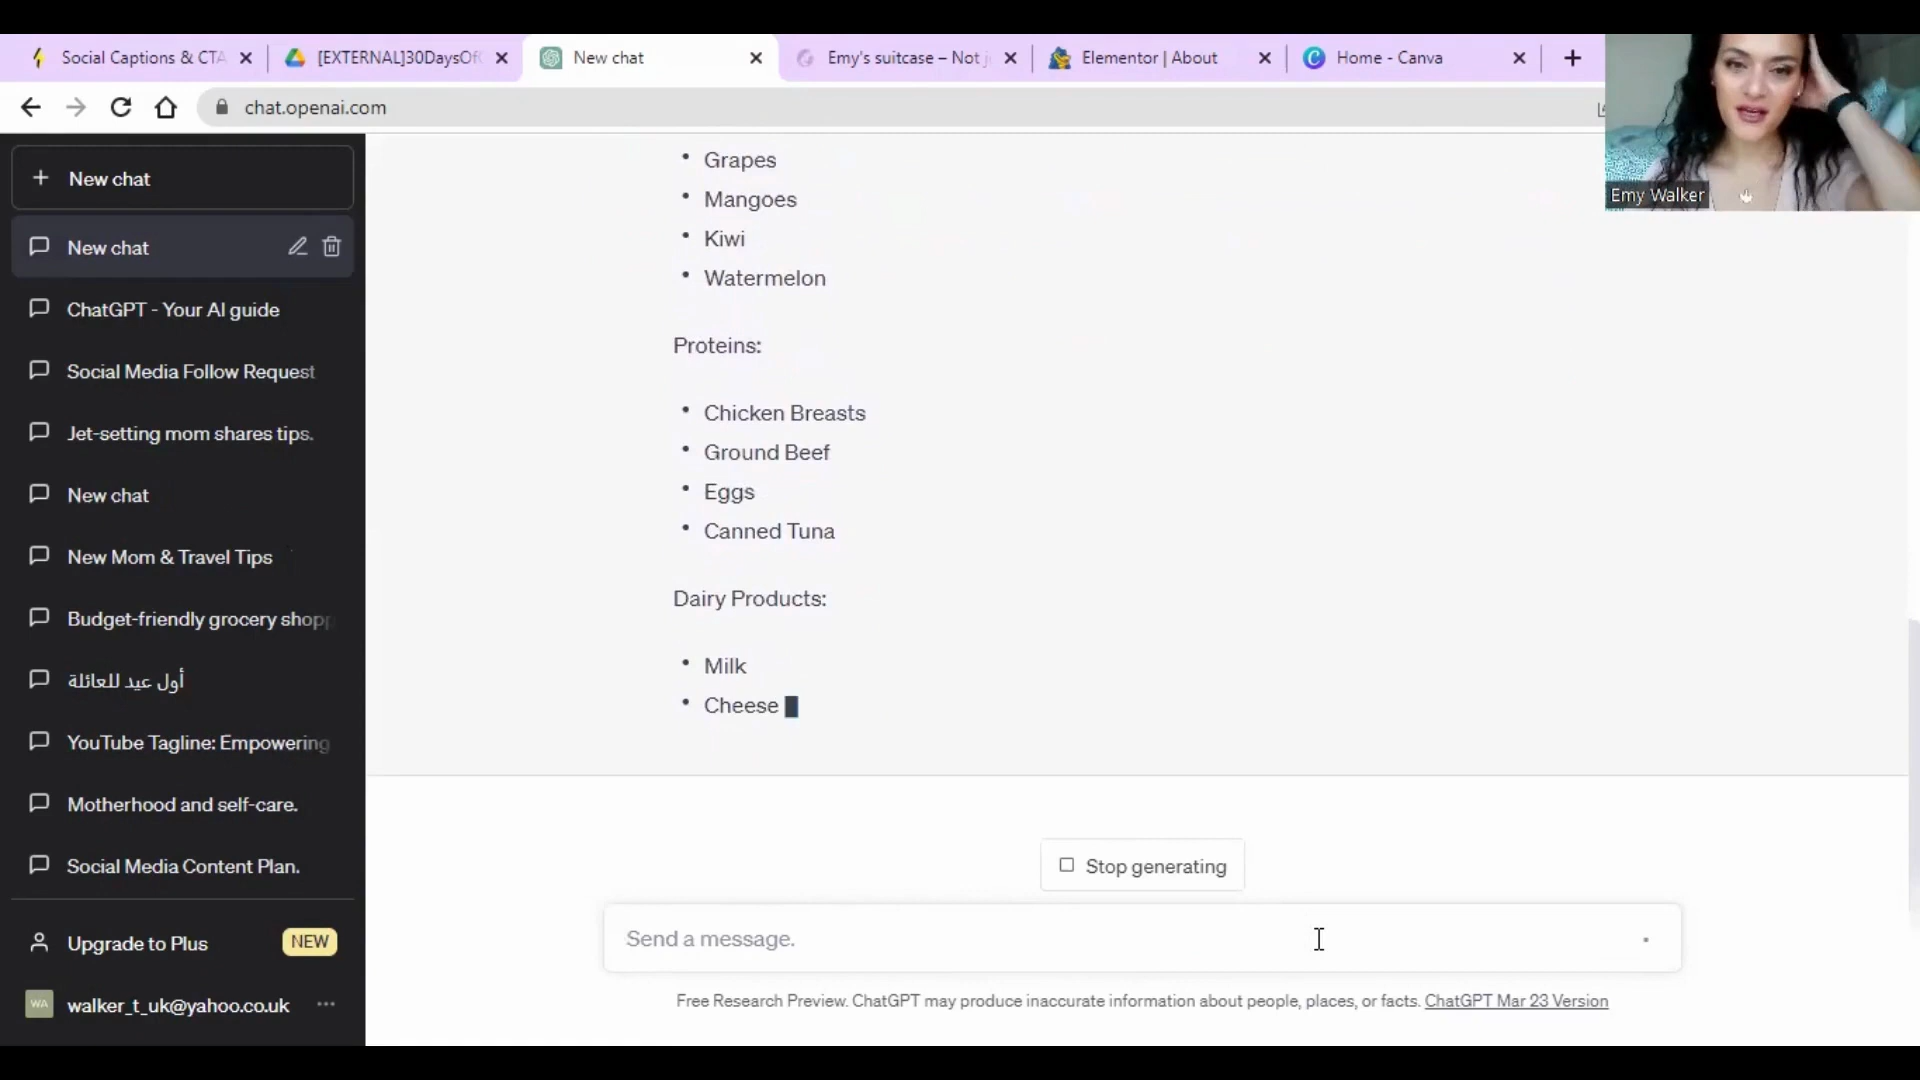 Social Captions & CTA
[EXTERNAL]30DaysOf
New chat
Emy's suitcase – Not j
Elementor | About
Home - Canva
chat.openai.com
Emy Walker
New chat
New chat
ChatGPT - Your AI guide
Social Media Follow Request
Jet-setting mom shares tips.
New chat
New Mom & Travel Tips
Budget-friendly grocery shopp
أول عيد للعائلة
YouTube Tagline: Empowering
Motherhood and self-care.
Social Media Content Plan.
Upgrade to Plus NEW
WA walker_t_uk@yahoo.co.uk
• Grapes
• Mangoes
• Kiwi
• Watermelon
Proteins:
• Chicken Breasts
• Ground Beef
• Eggs
• Canned Tuna
Dairy Products:
• Milk
• Cheese
Stop generating
Send a message.
Free Research Preview. ChatGPT may produce inaccurate information about people, places, or facts. ChatGPT Mar 23 Version